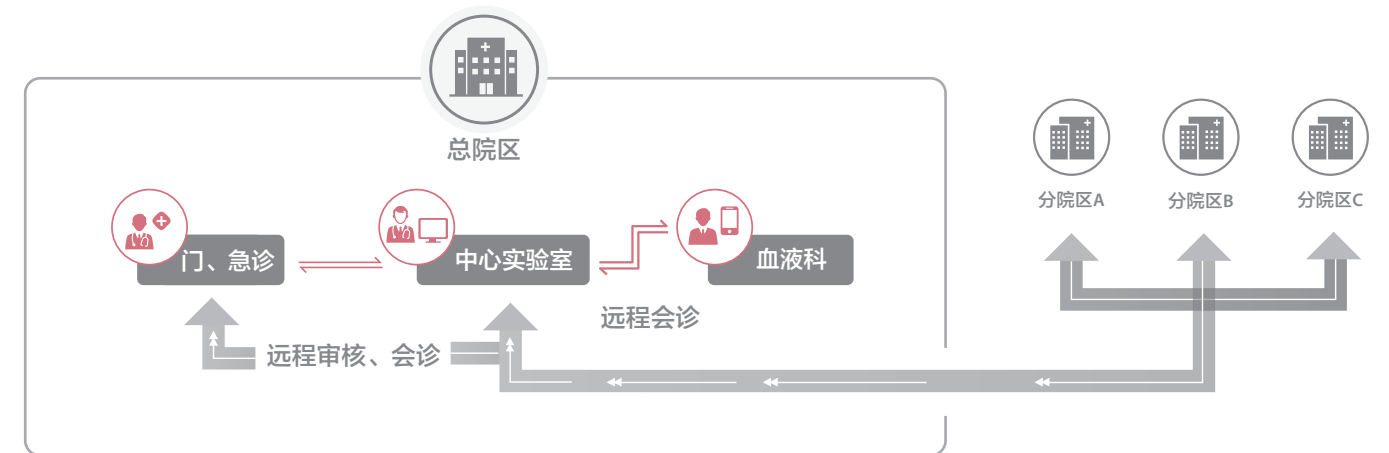 总院区
分院区A
分院区B
分院区C
门、急诊
中心实验室
血液科
远程会诊
远程审核、会诊